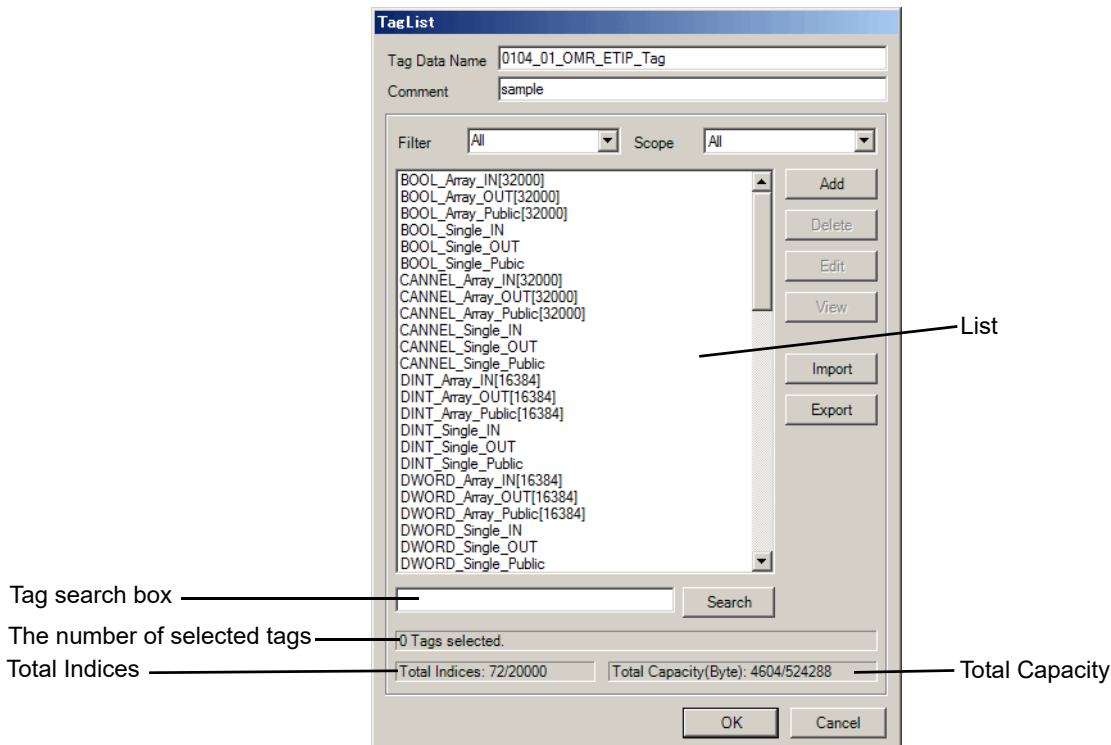 TagList
Tag Data Name 0104_01_OMR_ETIP_Tag
Comment sample
Filter All Scope All
BOOL_Array_IN[32000]
BOOL_Array_OUT[32000]
BOOL_Array_Public[32000]
BOOL_Single_IN
BOOL_Single_OUT
BOOL_Single_Pubic
CANNEL_Array_IN[32000]
CANNEL_Array_OUT[32000]
CANNEL_Array_Public[32000]
CANNEL_Single_IN
CANNEL_Single_OUT
CANNEL_Single_Public
DINT_Array_IN[16384]
DINT_Array_OUT[16384]
DINT_Array_Public[16384]
DINT_Single_IN
DINT_Single_OUT
DINT_Single_Public
DWORD_Array_IN[16384]
DWORD_Array_OUT[16384]
DWORD_Array_Public[16384]
DWORD_Single_IN
DWORD_Single_OUT
DWORD_Single_Public
Add
Delete
Edit
View
Import
Export
List
Tag search box
Search
The number of selected tags
0 Tags selected.
Total Indices
Total Indices: 72/20000
Total Capacity(Byte): 4604/524288
Total Capacity
OK Cancel